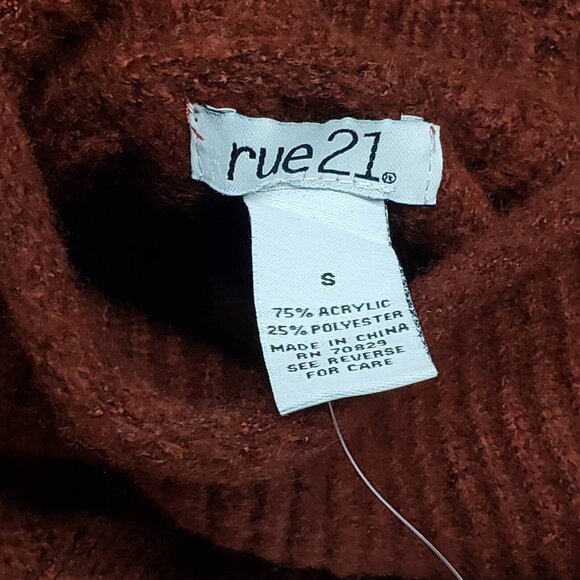 rue21®
S
75% ACRYLIC
25% POLYESTER
MADE IN CHINA
RN 70829
SEE REVERSE
FOR CARE